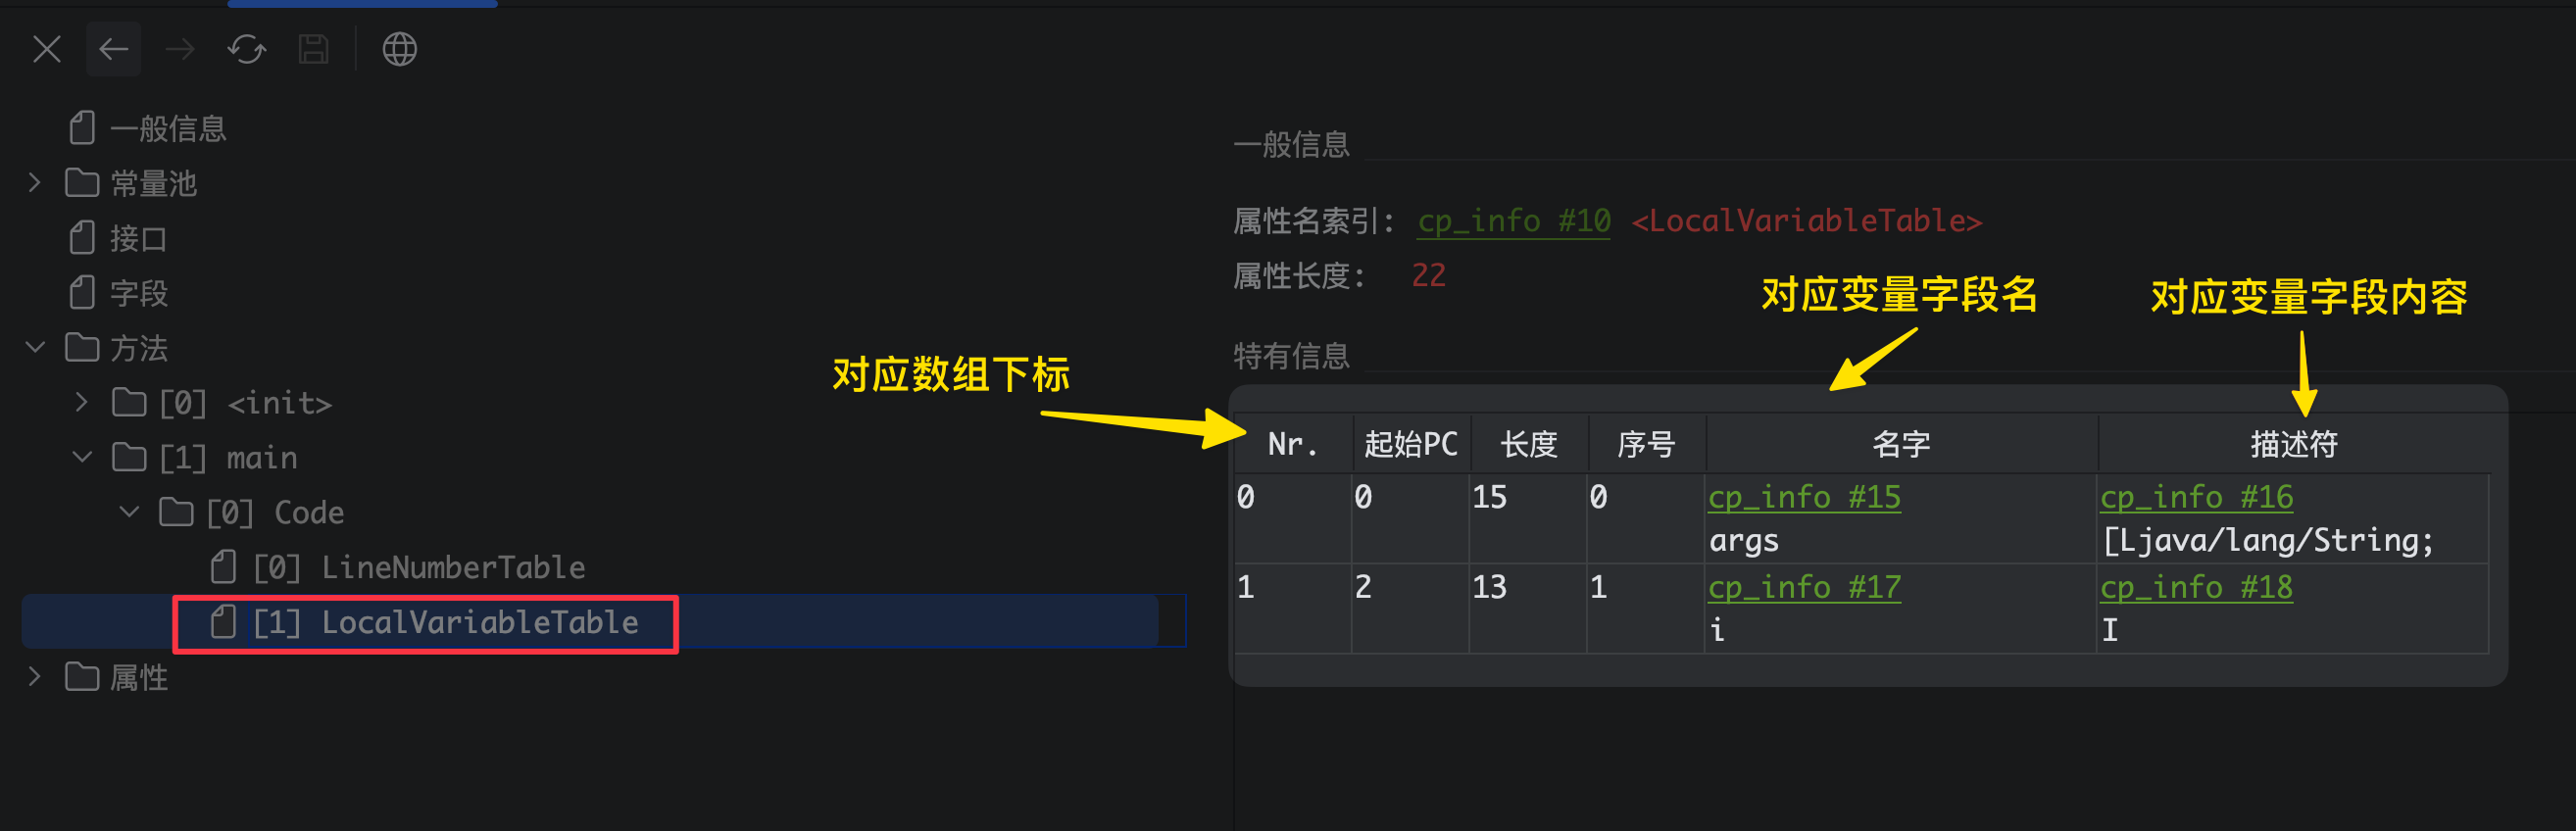 一般信息
常量池
接口
字段
方法
[0] <init>
[1] main
[0] Code
[0] LineNumberTable
[1] LocalVariableTable
属性
一般信息
属性名索引: cp_info #10 <LocalVariableTable>
属性长度: 22
特有信息
对应数组下标
对应变量字段名
对应变量字段内容
Nr. 起始PC 长度 序号 名字 描述符
0 0 15 0 cp_info #15 cp_info #16
args [Ljava/lang/String;
1 2 13 1 cp_info #17 cp_info #18
i I